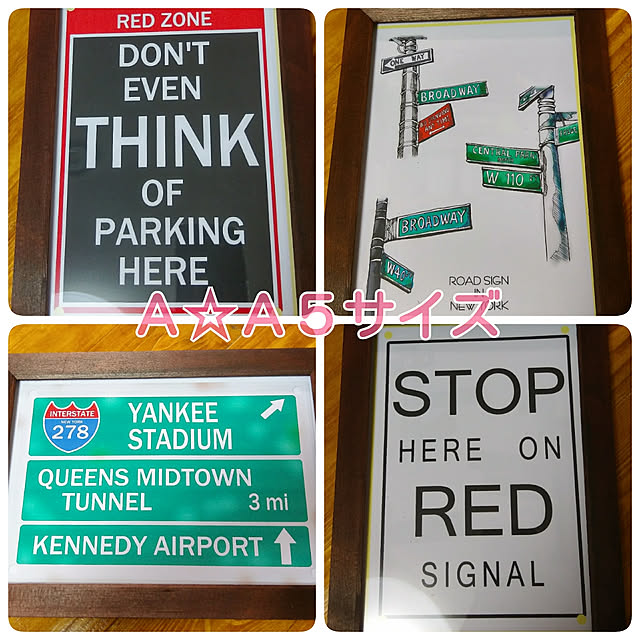 RED ZONE
DON'T
EVEN
THINK
OF
PARKING
HERE
ONE WAY
BROADWAY
CENTRAL PARK
W 110
BROADWAY
ROAD SIGN
IN
NEW YORK
A☆A5サイズ
INTERSTATE
NEW YORK
278
YANKEE
STADIUM
QUEENS MIDTOWN
TUNNEL 3 mi
KENNEDY AIRPORT
STOP
HERE ON
RED
SIGNAL